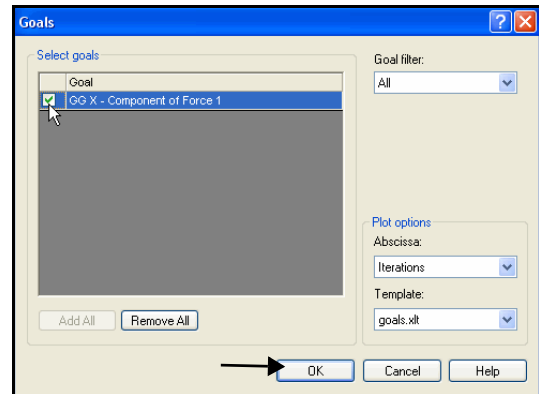 Goals
Select goals
Goal
GG X - Component of Force 1
Add All
Remove All
Goal filter:
All
Plot options
Abscissa:
Iterations
Template:
goals.xlt
OK
Cancel
Help